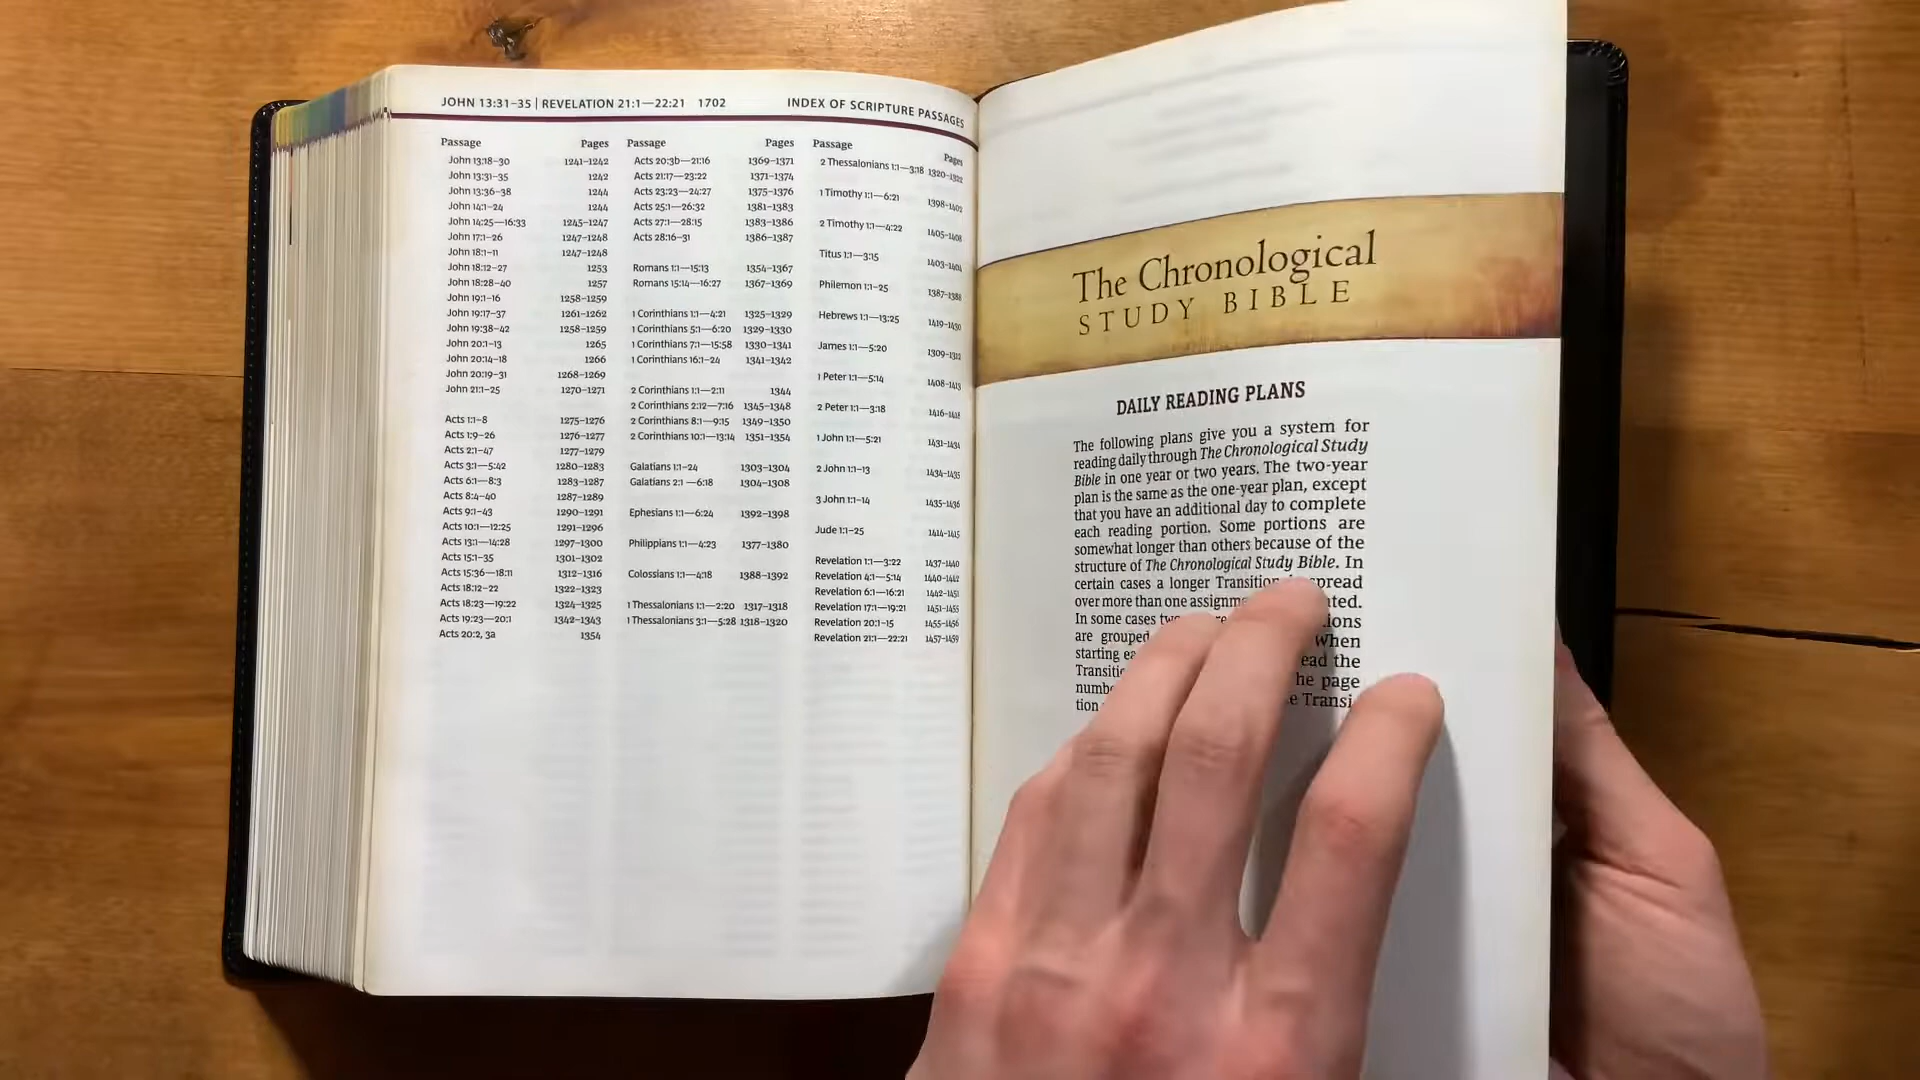 JOHN 13:31–35 | REVELATION 21:1—22:21 1702 INDEX OF SCRIPTURE PASSAGES
Passage Pages
John 13:18–30 1241–1242
John 13:31–35 1242
John 13:36–38 1244
John 14:1–24 1244
John 14:25—16:33 1245–1247
John 17:1–26 1247–1248
John 18:1–11 1247–1248
John 18:12–27 1253
John 18:28–40 1257
John 19:1–16 1258–1259
John 19:17–37 1261–1262
John 19:38–42 1258–1259
John 20:1–13 1265
John 20:14–18 1266
John 20:19–31 1268–1269
John 21:1–25 1270–1271
Acts 1:1–8 1275–1276
Acts 1:9–26 1276–1277
Acts 2:1–47 1277–1279
Acts 3:1—5:42 1280–1283
Acts 6:1—8:3 1283–1287
Acts 8:4–40 1287–1289
Acts 9:1–43 1290–1291
Acts 10:1—12:25 1291–1296
Acts 13:1—14:28 1297–1300
Acts 15:1–35 1301–1302
Acts 15:36—18:11 1312–1316
Acts 18:12–22 1322–1323
Acts 18:23—19:22 1324–1325
Acts 19:23—20:1 1342–1343
Acts 20:2, 3a 1354
Passage Pages
Acts 20:3b—21:16 1369–1371
Acts 21:17—23:22 1371–1374
Acts 23:23—24:27 1375–1376
Acts 25:1—26:32 1381–1383
Acts 27:1—28:15 1383–1386
Acts 28:16–31 1386–1387
Romans 1:1—15:13 1354–1367
Romans 15:14—16:27 1367–1369
1 Corinthians 1:1—4:21 1325–1329
1 Corinthians 5:1—6:20 1329–1330
1 Corinthians 7:1—15:58 1330–1341
1 Corinthians 16:1–24 1341–1342
2 Corinthians 1:1—2:11 1344
2 Corinthians 2:12—7:16 1345–1348
2 Corinthians 8:1—9:15 1349–1350
2 Corinthians 10:1—13:14 1351–1354
Galatians 1:1–24 1303–1304
Galatians 2:1 —6:18 1304–1308
Ephesians 1:1—6:24 1392–1398
Philippians 1:1—4:23 1377–1380
Colossians 1:1—4:18 1388–1392
1 Thessalonians 1:1—2:20 1317–1318
1 Thessalonians 3:1—5:28 1318–1320
Passage Pages
2 Thessalonians 1:1—3:18 1320–1322
1 Timothy 1:1—6:21 1398–1402
2 Timothy 1:1—4:22 1405–1408
Titus 1:1—3:15 1403–1404
Philemon 1:1–25 1387–1388
Hebrews 1:1—13:25 1419–1430
James 1:1—5:20 1309–1312
1 Peter 1:1—5:14 1408–1413
2 Peter 1:1—3:18 1416–1418
1 John 1:1—5:21 1431–1434
2 John 1:1–13 1434–1435
3 John 1:1–14 1435–1436
Jude 1:1–25 1414–1415
Revelation 1:1—3:22 1437–1440
Revelation 4:1—5:14 1440–1442
Revelation 6:1—16:21 1442–1451
Revelation 17:1—19:21 1451–1455
Revelation 20:1–15 1455–1456
Revelation 21:1—22:21 1457–1459
The Chronological
STUDY BIBLE
DAILY READING PLANS
The following plans give you a system for
reading daily through The Chronological Study
Bible in one year or two years. The two-year
plan is the same as the one-year plan, except
that you have an additional day to complete
each reading portion. Some portions are
somewhat longer than others because of the
structure of The Chronological Study Bible. In
certain cases a longer Transition spread
over more than one
In some cases
are grouped When
starting the
the page